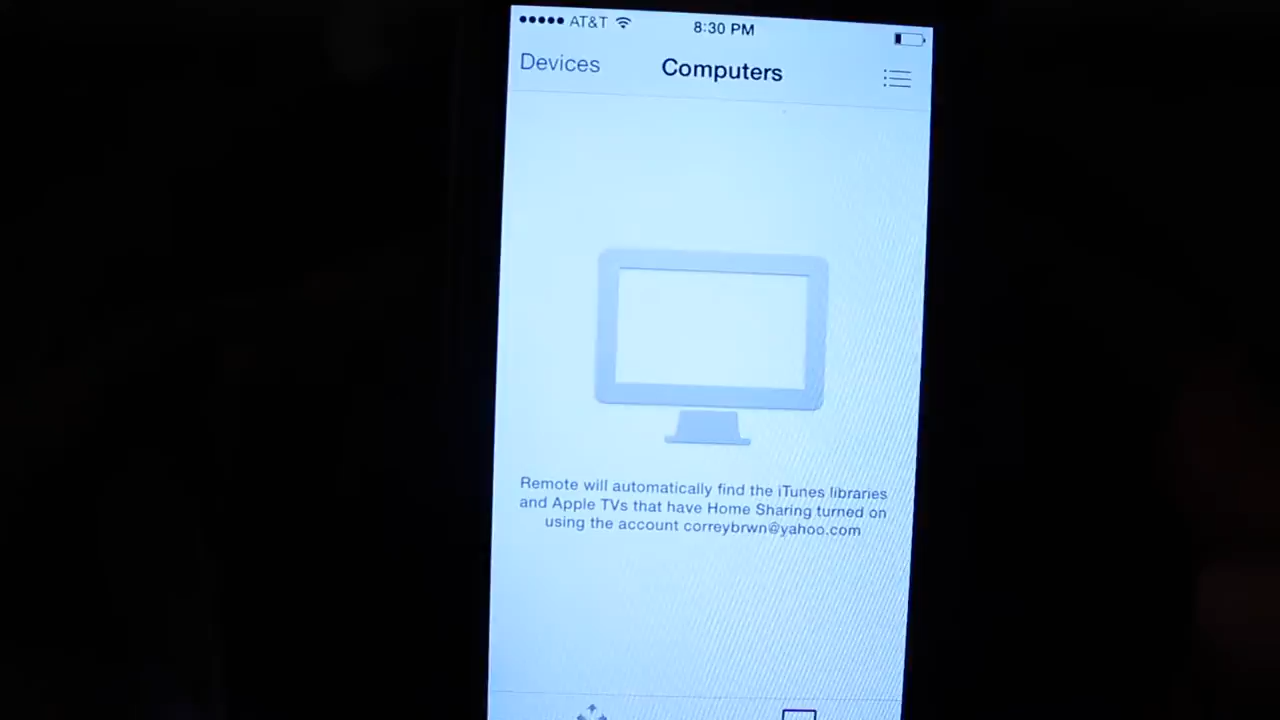 AT&T 8:30 PM
Devices Computers
Remote will automatically find the iTunes libraries
and Apple TVs that have Home Sharing turned on
using the account correybrwn@yahoo.com